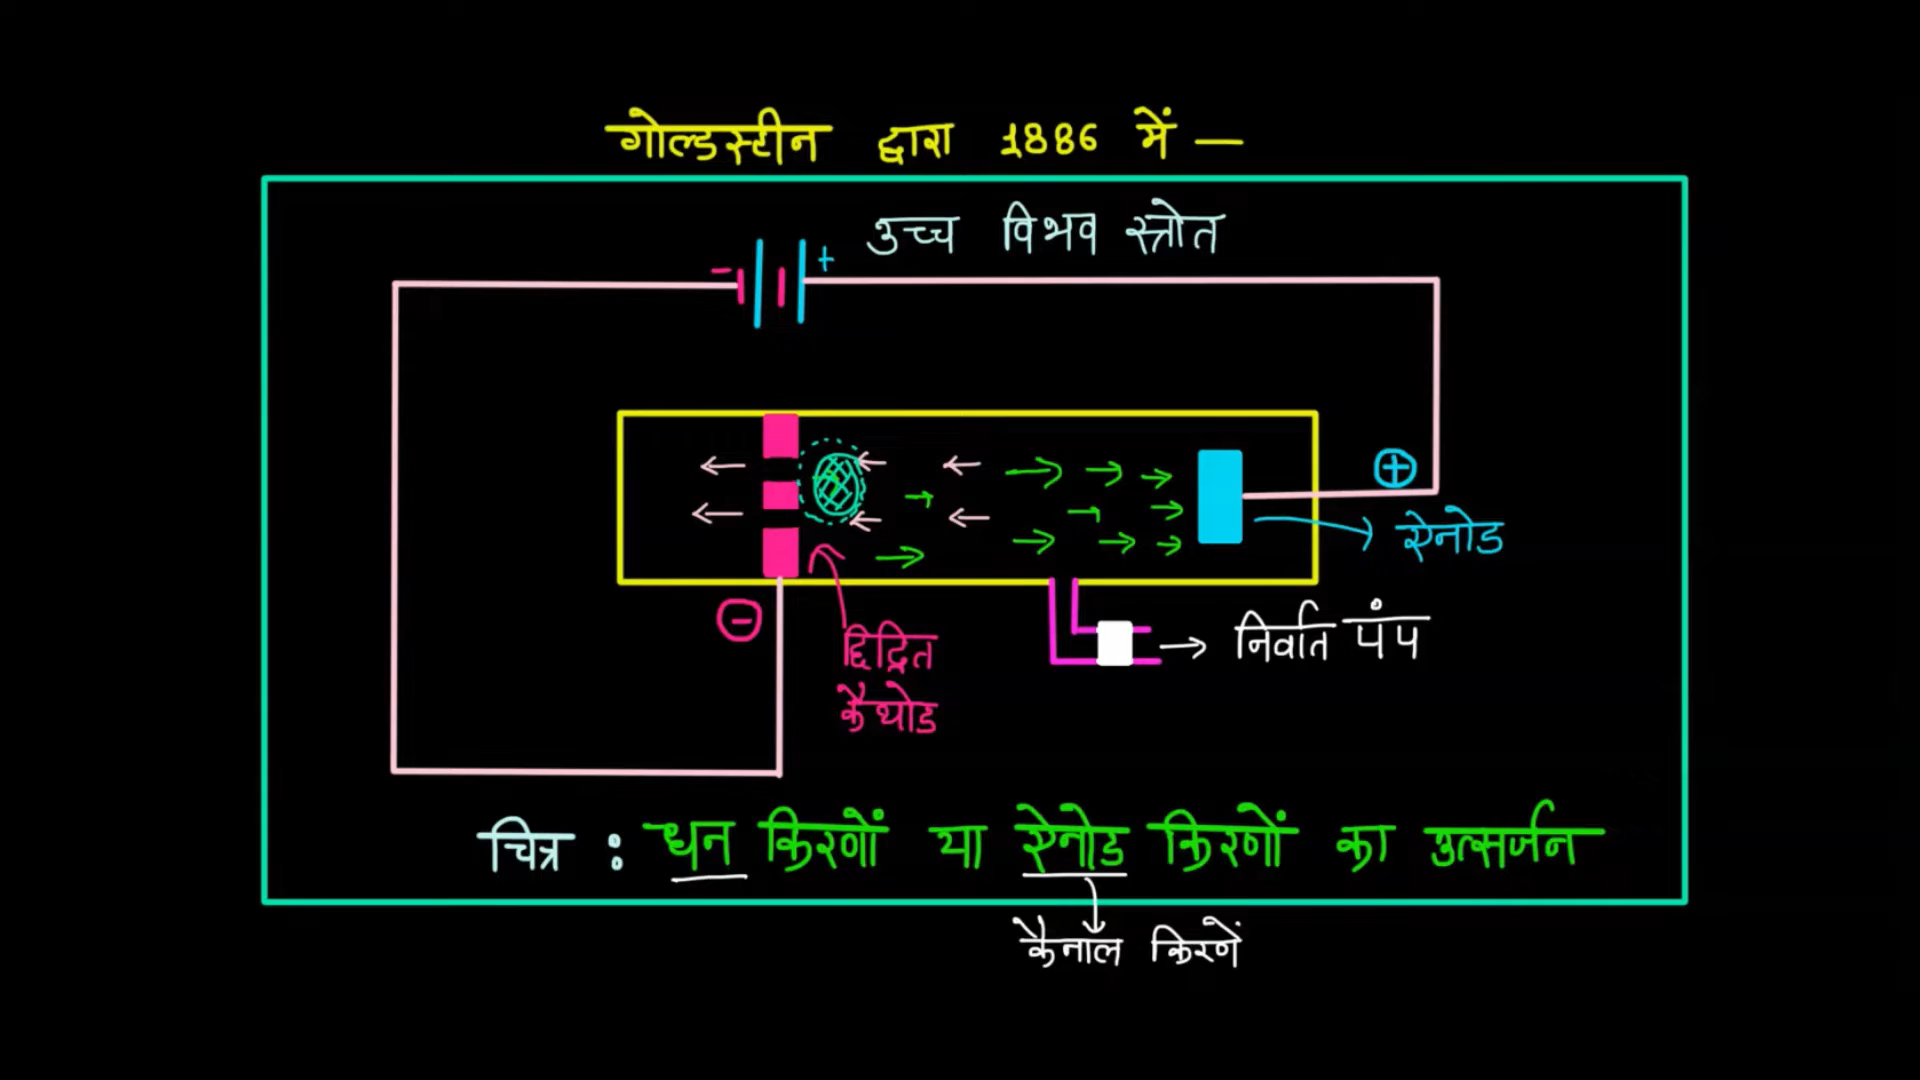 गोल्डस्टीन द्वारा 1886 में —
उच्च विभव स्त्रोत
- +
+
ऐनोड
-
छिद्रित
कैथोड
निर्वात पंप
चित्र : धन किरणों या ऐनोड किरणों का उत्सर्जन
कैनाल किरणें